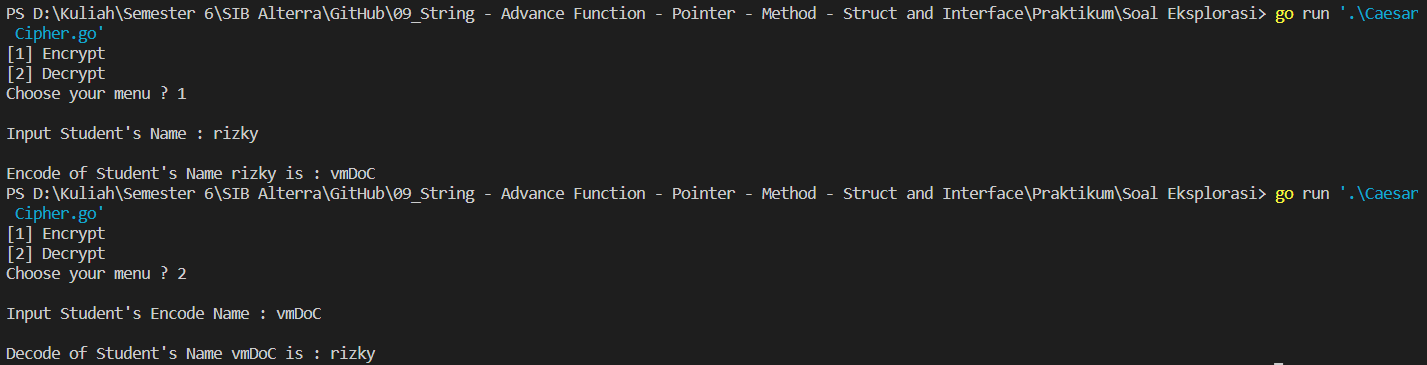 PS D:\Kuliah\Semester 6\SIB Alterra\GitHub\09_String - Advance Function - Pointer - Method - Struct and Interface\Praktikum\Soal Eksplorasi> go run '.\Caesar
 Cipher.go'
[1] Encrypt
[2] Decrypt
Choose your menu ? 1

Input Student's Name : rizky

Encode of Student's Name rizky is : vmDoC
PS D:\Kuliah\Semester 6\SIB Alterra\GitHub\09_String - Advance Function - Pointer - Method - Struct and Interface\Praktikum\Soal Eksplorasi> go run '.\Caesar
 Cipher.go'
[1] Encrypt
[2] Decrypt
Choose your menu ? 2

Input Student's Encode Name : vmDoC

Decode of Student's Name vmDoC is : rizky